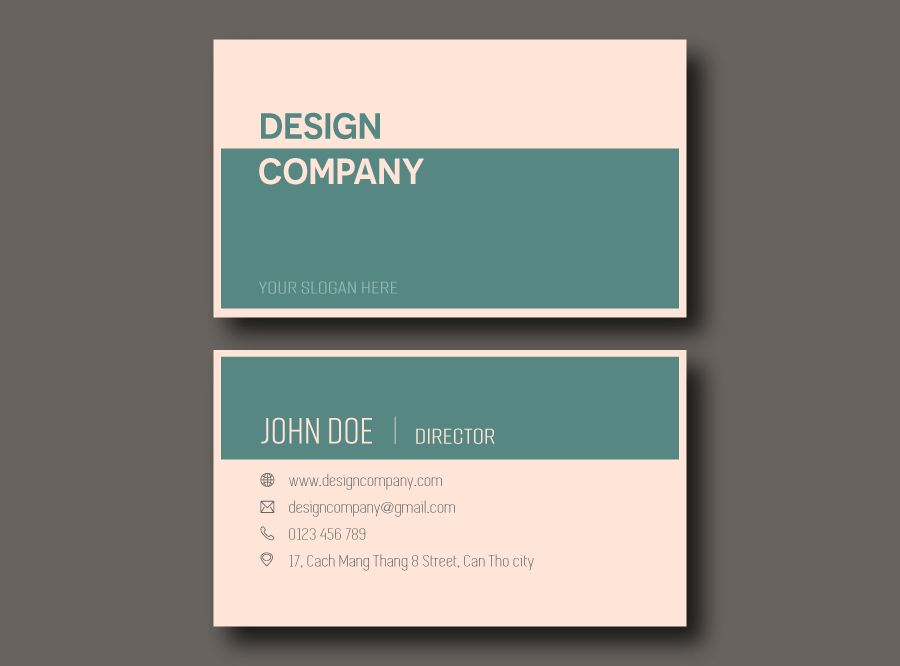 DESIGN
COMPANY
YOUR SLOGAN HERE
JOHN DOE | DIRECTOR
www.designcompany.com
designcompany@gmail.com
0123 456 789
17, Cach Mang Thang 8 Street, Can Tho city